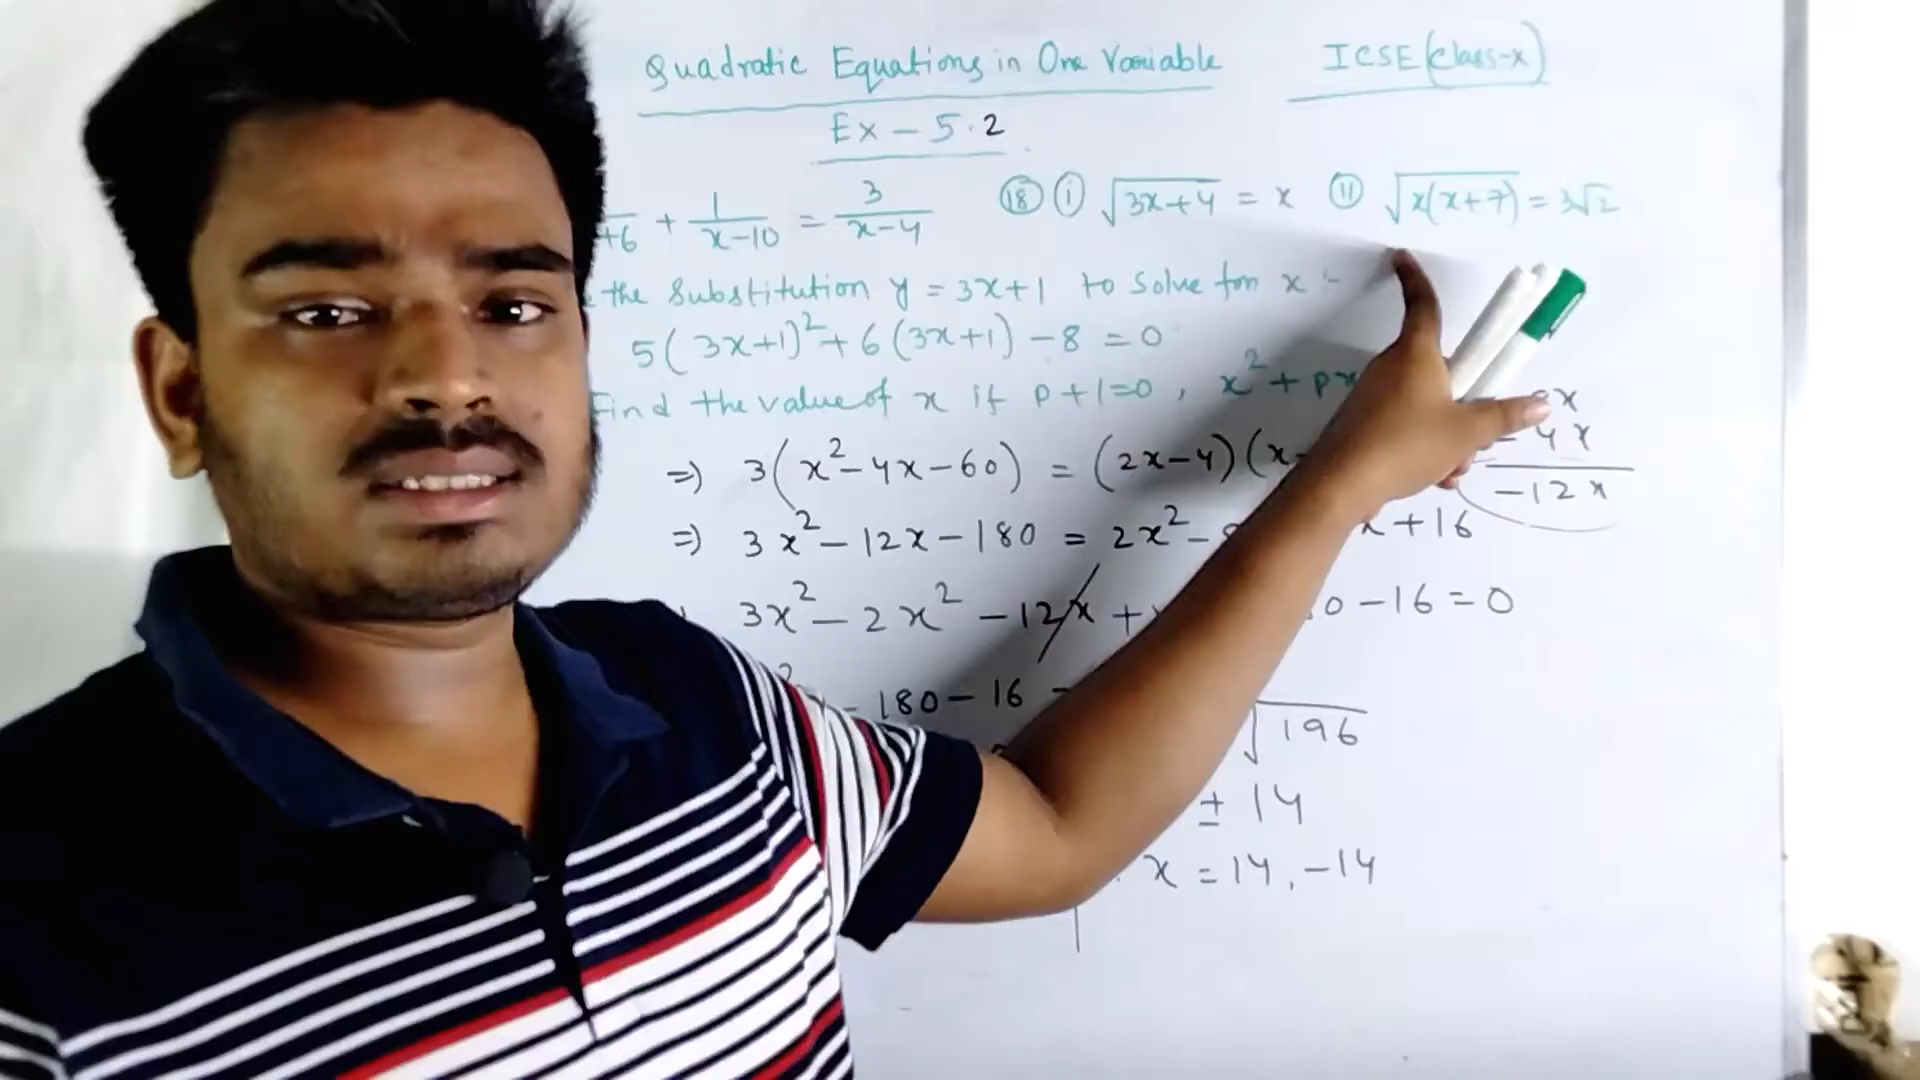 Quadratic Equations in One Variable ICSE (Class-X)
Ex - 5.2
+6 + 1/(x-10) = 3/(x-4) (18) (i) √(3x+4) = x (ii) √(x(x+7)) = 3√2
the substitution y = 3x+1 to solve for x :-
5(3x+1)² + 6(3x+1) - 8 = 0
Find the value of x if p+1=0, x² + px
=> 3(x² - 4x - 60) = (2x-4)(x-
4x
-12x
=> 3x² - 12x - 180 = 2x² - x + 16
3x² - 2x² - 12x + 0 - 16 = 0
- 180 - 16
√196
± 14
x = 14, -14